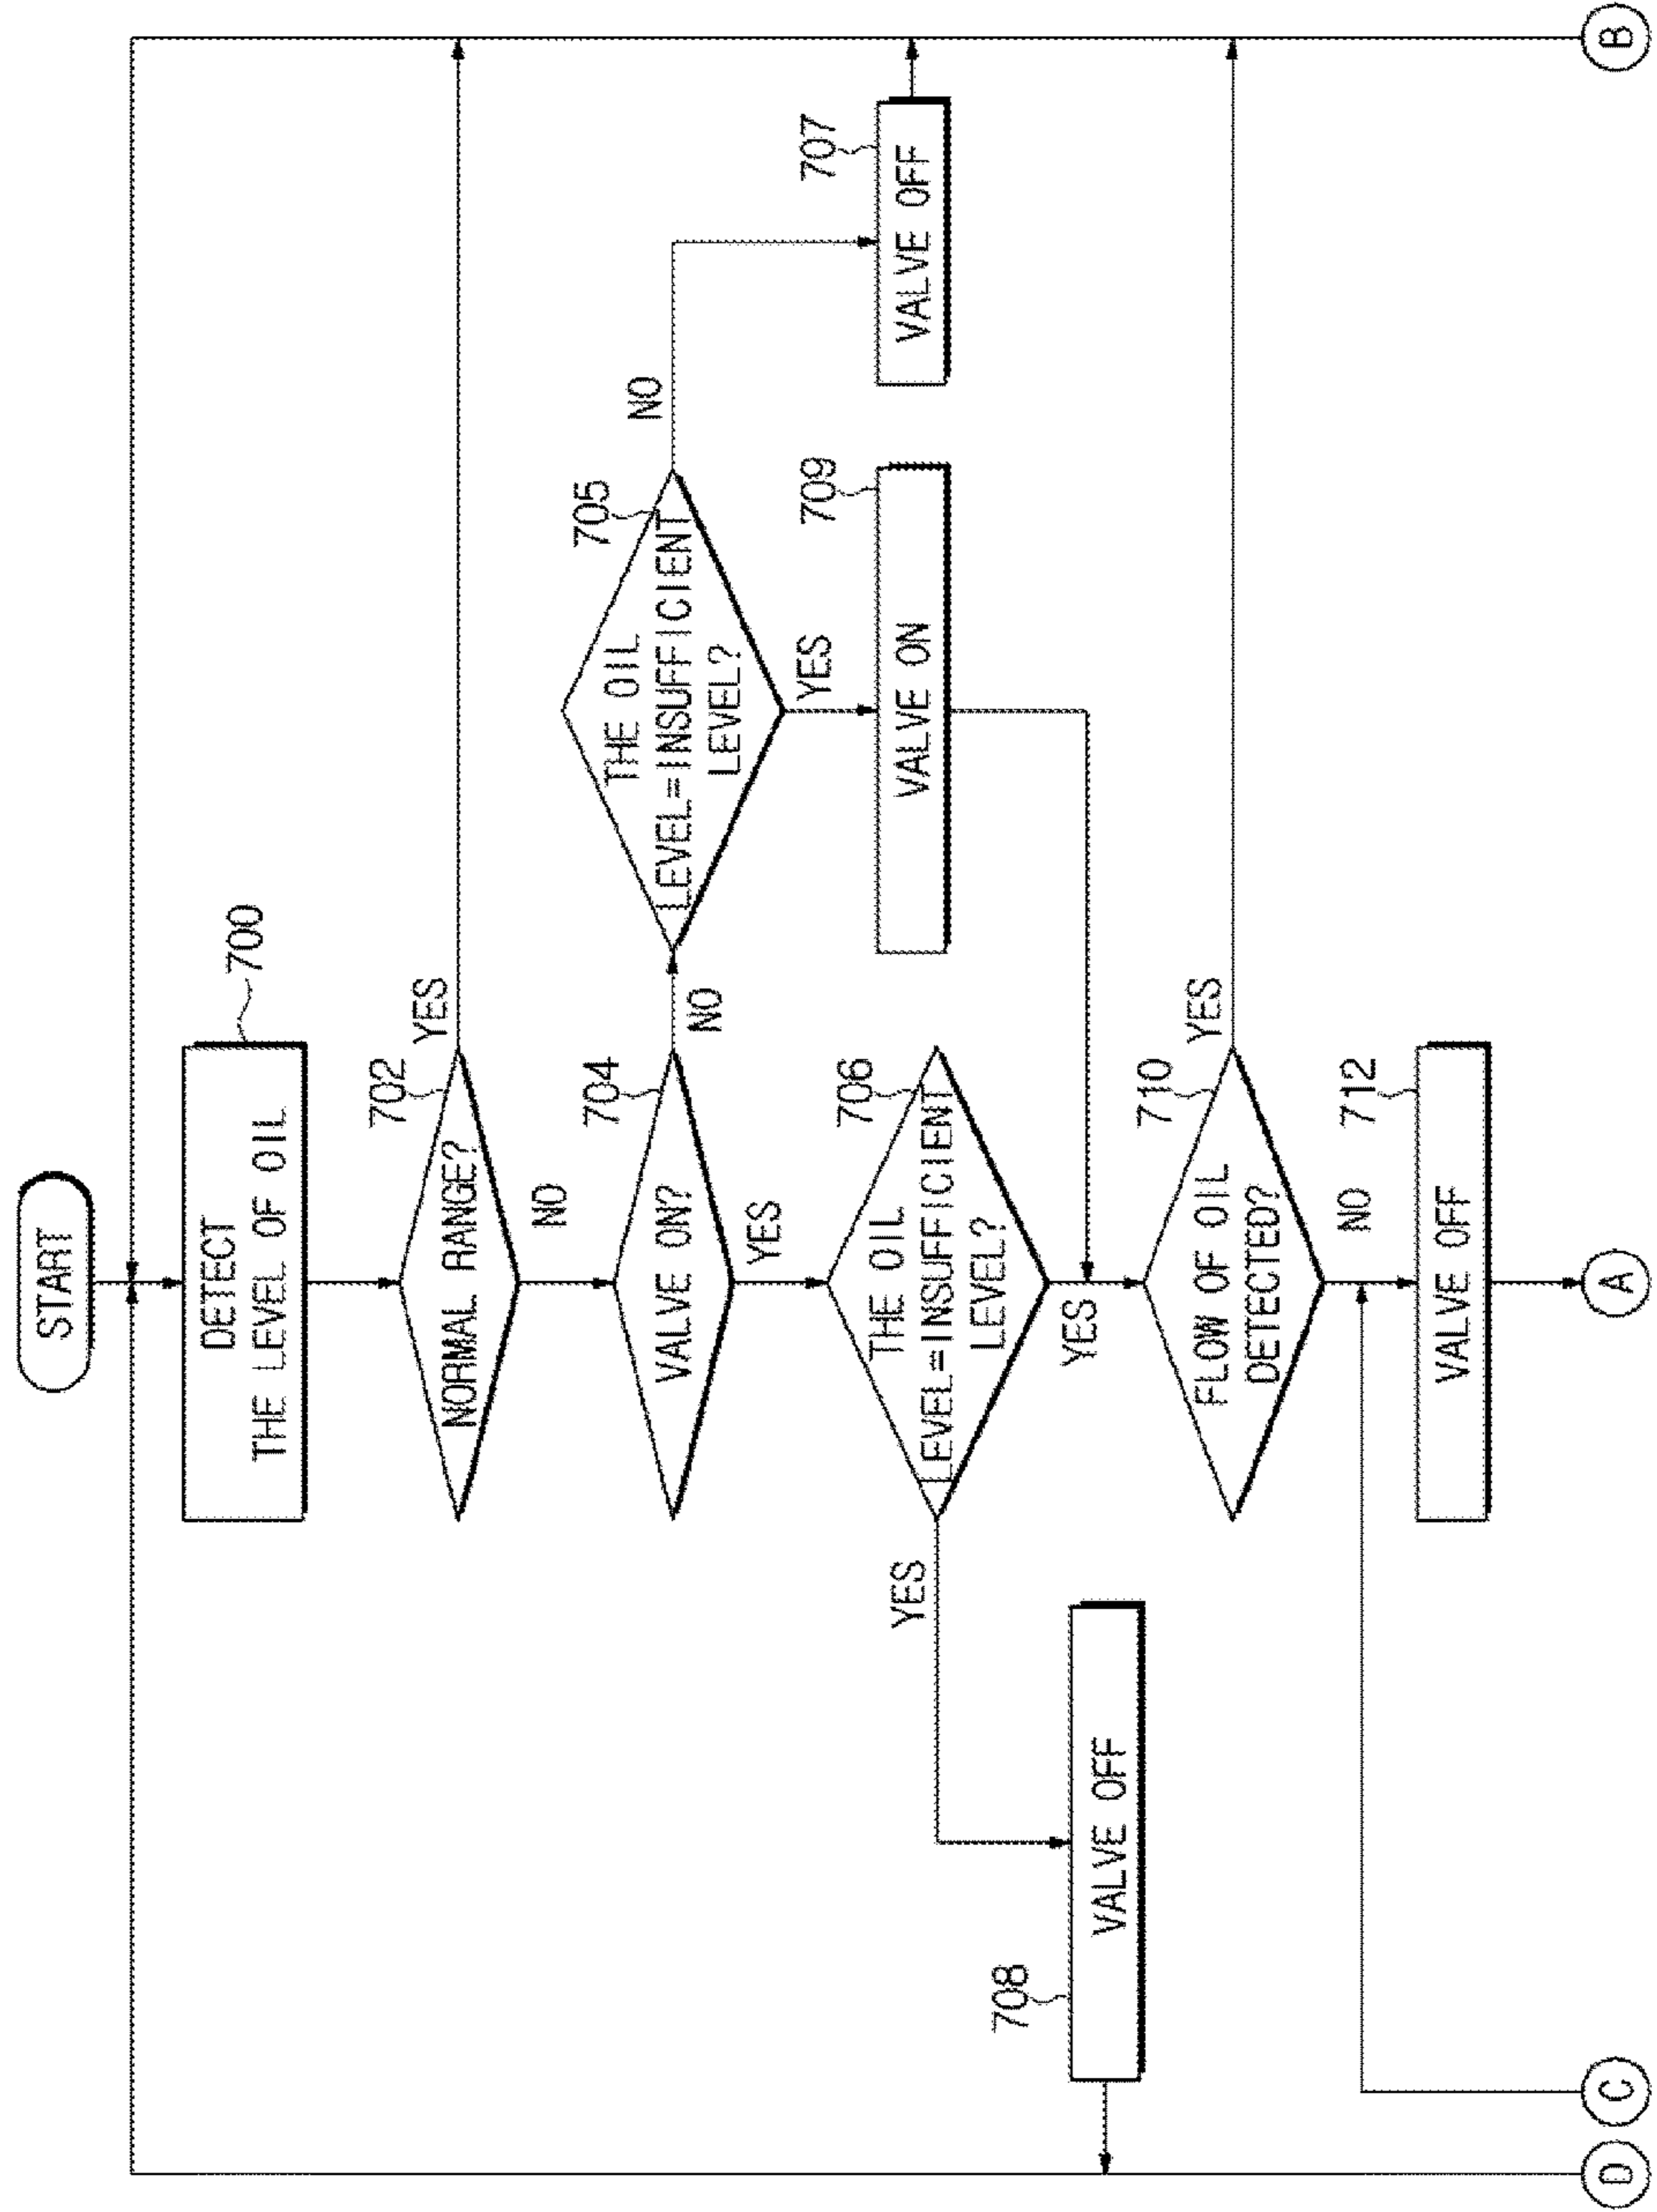 START
700
DETECT
THE LEVEL OF OIL
702
NORMAL RANGE?
YES
NO
704
VALVE ON?
NO
YES
705
THE OIL
LEVEL=INSUFFICIENT
LEVEL?
NO
YES
706
THE OIL
LEVEL=INSUFFICIENT
LEVEL?
YES
YES
709
VALVE ON
707
VALVE OFF
708
VALVE OFF
710
FLOW OF OIL
DETECTED?
YES
NO
712
VALVE OFF
D
C
A
B